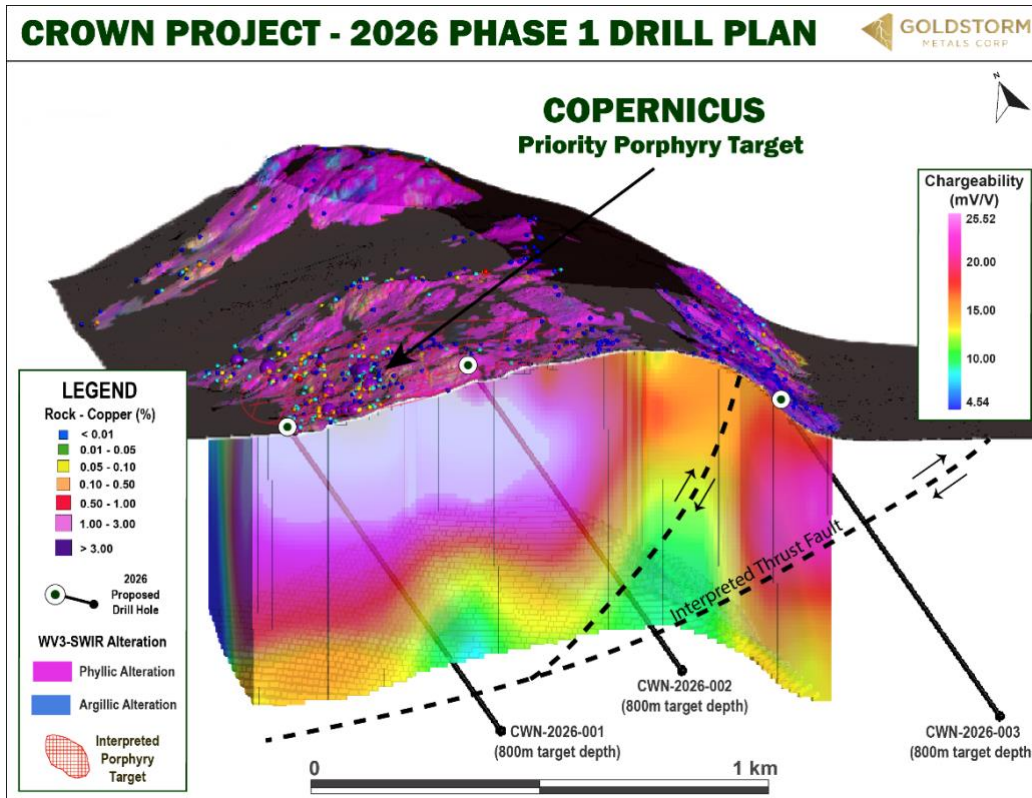 CROWN PROJECT - 2026 PHASE 1 DRILL PLAN
GOLDSTORM
METALS CORP
N
COPERNICUS
Priority Porphyry Target
Chargeability
(mV/V)
25.52
20.00
15.00
10.00
4.54
LEGEND
Rock - Copper (%)
< 0.01
0.01 - 0.05
0.05 - 0.10
0.10 - 0.50
0.50 - 1.00
1.00 - 3.00
> 3.00
2026
Proposed
Drill Hole
WV3-SWIR Alteration
Phyllic Alteration
Argillic Alteration
Interpreted
Porphyry
Target
Interpreted Thrust Fault
CWN-2026-002
(800m target depth)
CWN-2026-001
(800m target depth)
CWN-2026-003
(800m target depth
0
1 km